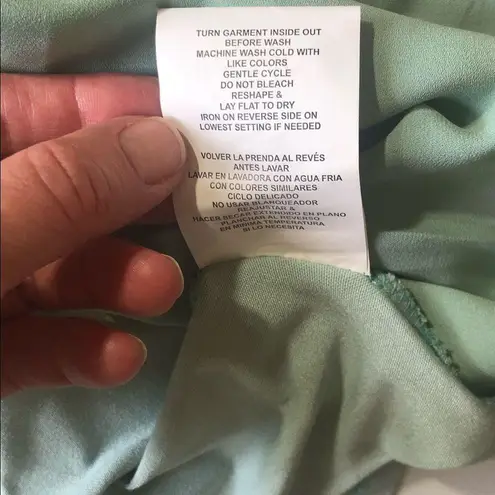 TURN GARMENT INSIDE OUT
BEFORE WASH
MACHINE WASH COLD WITH
LIKE COLORS
GENTLE CYCLE
DO NOT BLEACH
RESHAPE &
LAY FLAT TO DRY
IRON ON REVERSE SIDE ON
LOWEST SETTING IF NEEDED
VOLVER LA PRENDA AL REVÉS
ANTES LAVAR
LAVAR EN LAVADORA CON AGUA FRIA
CON COLORES SIMILARES
CICLO DELICADO
NO USAR BLANQUEADOR
REAJUSTAR &
HACER SECAR EXTENDIDO EN PLANO
PLANCHAR AL REVERSO
EN MINIMA TEMPERATURA
SI LO NECESITA